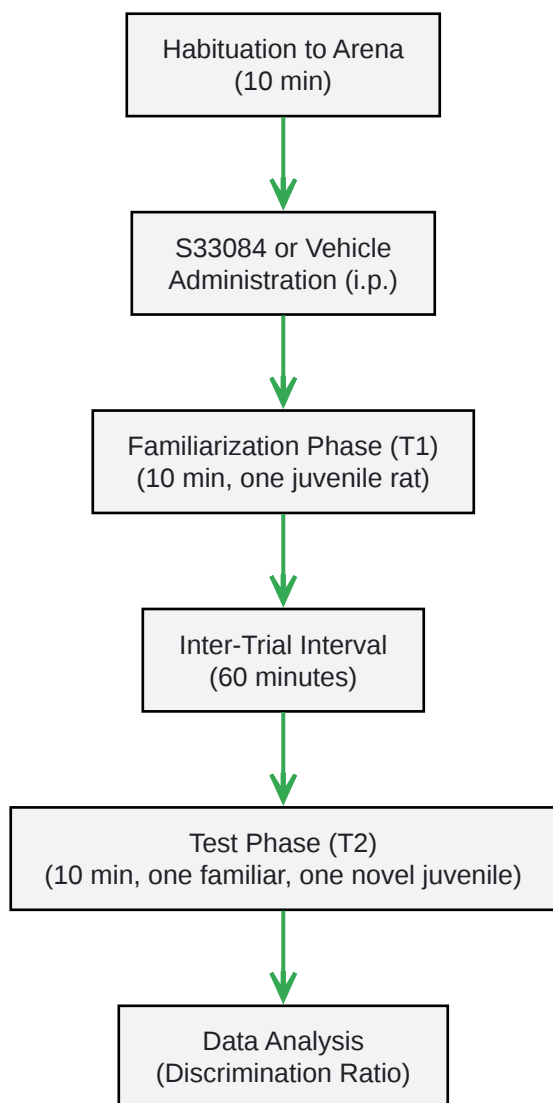 Habituation to Arena
(10 min)
S33084 or Vehicle
Administration (i.p.)
Familiarization Phase (T1)
(10 min, one juvenile rat)
Inter-Trial Interval
(60 minutes)
Test Phase (T2)
(10 min, one familiar, one novel juvenile)
Data Analysis
(Discrimination Ratio)